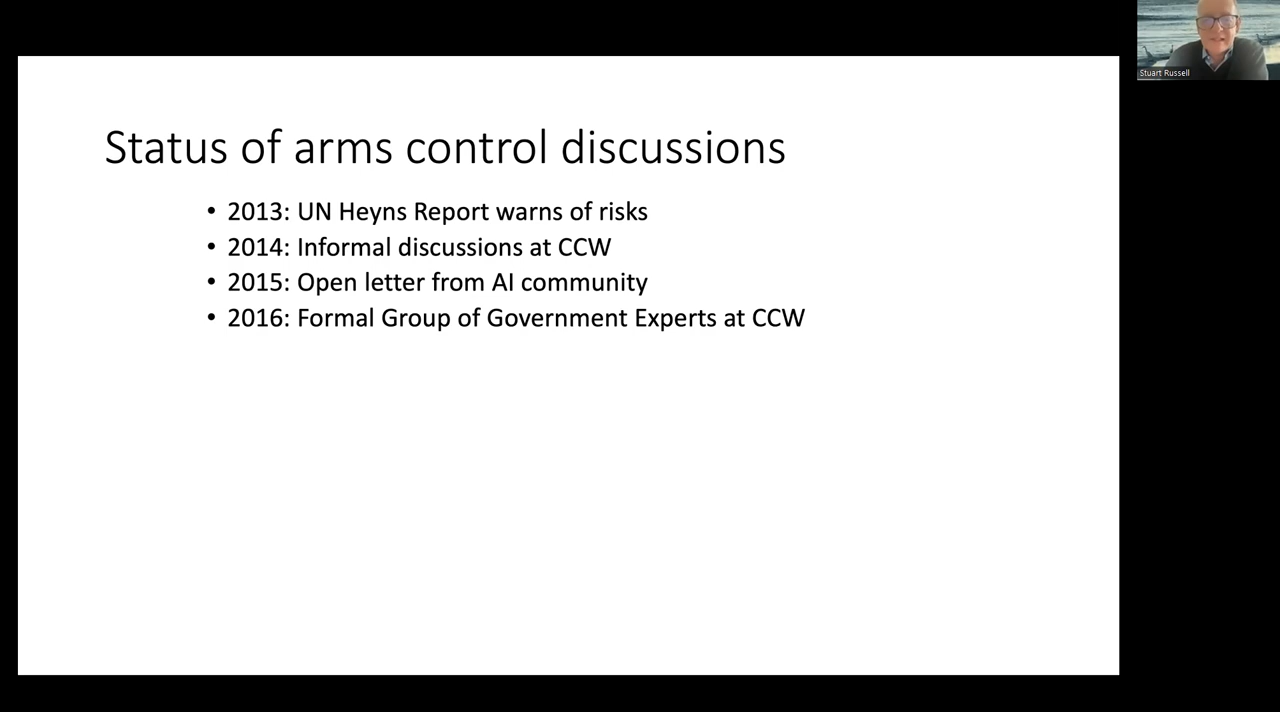 Stuart Russell
Status of arms control discussions
• 2013: UN Heyns Report warns of risks
• 2014: Informal discussions at CCW
• 2015: Open letter from AI community
• 2016: Formal Group of Government Experts at CCW